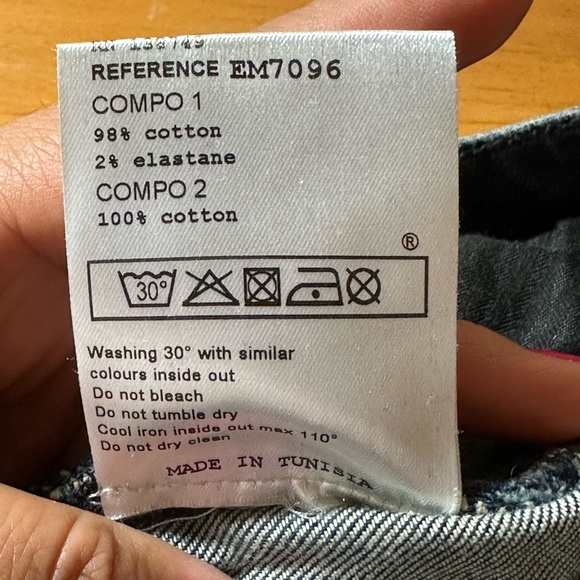 REFERENCE EM7096
COMPO 1
98% cotton
2% elastane
COMPO 2
100% cotton
®
30°
Washing 30° with similar
colours inside out
Do not bleach
Do not tumble dry
Cool iron inside out max 110°
Do not dry clean
MADE IN TUNISIA